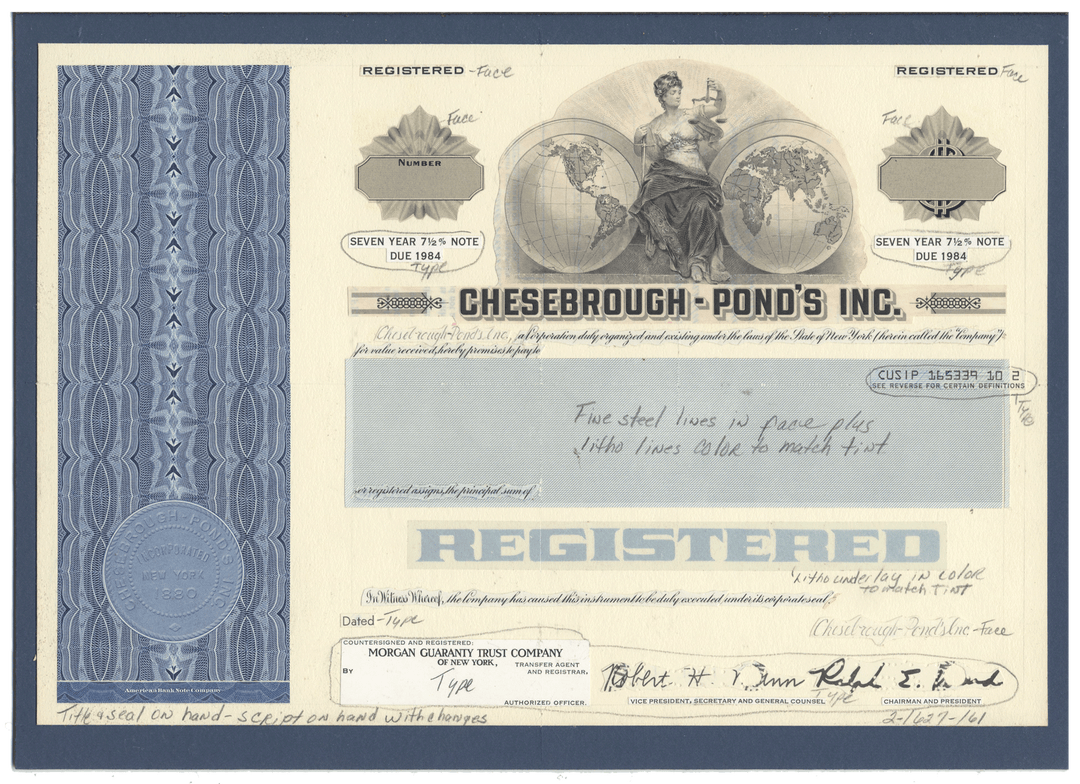 REGISTERED - Face
REGISTERED Face
Face
Face
NUMBER
SEVEN YEAR 7½% NOTE
DUE 1984
Type
SEVEN YEAR 7½% NOTE
DUE 1984
Type
CHESEBROUGH-POND'S INC.
Chesebrough-Pond's Inc., a Corporation duly organized and existing under the laws of the State of New York (herein called the "Company"),
for value received, hereby promises to pay to
CUSIP 165339 10 2
SEE REVERSE FOR CERTAIN DEFINITIONS
Type
Fine steel lines in face plus
litho lines color to match tint
or registered assigns, the principal sum of
REGISTERED
Litho underlay in color
to match tint
In Witness Whereof, the Company has caused this instrument to be duly executed under its corporate seal.
CHESEBROUGH-POND'S INC.
INCORPORATED
NEW YORK
Dated - Type
Chesebrough-Pond's Inc - Face
COUNTERSIGNED AND REGISTERED:
MORGAN GUARANTY TRUST COMPANY
OF NEW YORK,
TRANSFER AGENT
AND REGISTRAR,
BY
Type
AUTHORIZED OFFICER.
Robert H
Ralph E. Ward
Type
VICE PRESIDENT, SECRETARY AND GENERAL COUNSEL
CHAIRMAN AND PRESIDENT
American Bank Note Company
Title & seal on hand - script on hand with changes
2-1627-161